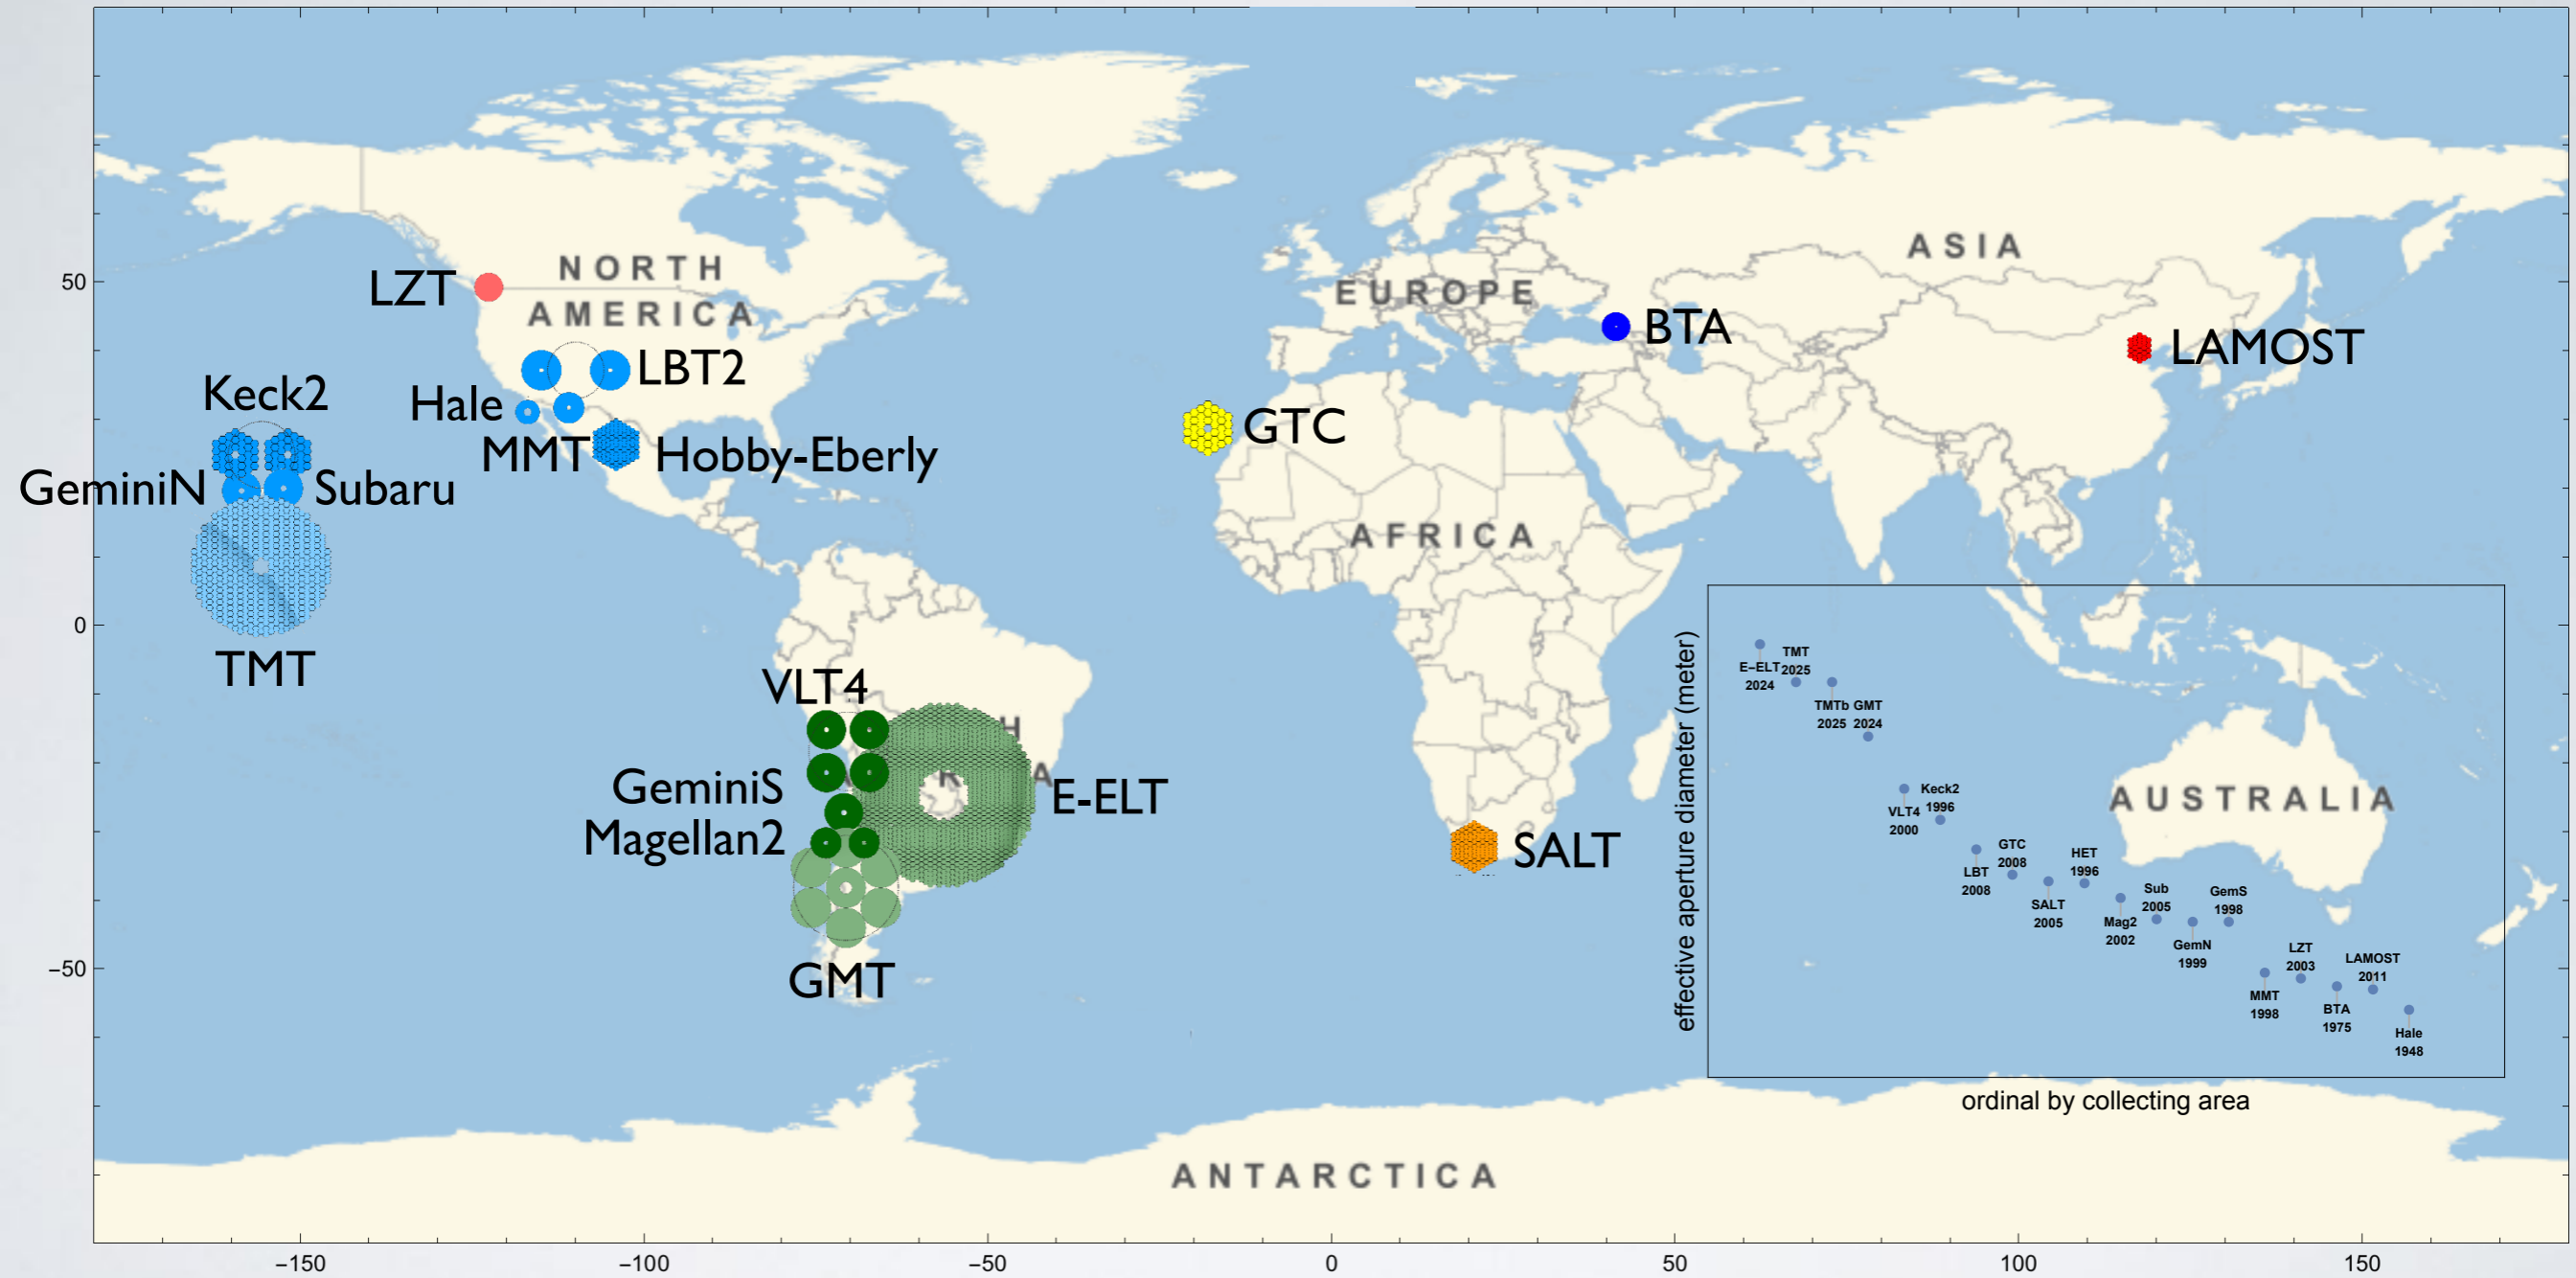 NORTH
AMERICA
ASIA
EUROPE
LZT
50
BTA
LAMOST
LBT2
Keck2
Hale
GTC
MMT
Hobby-Eberly
GeminiN
Subaru
AFRICA
0
TMT
VLT4
H
GeminiS
R
A
E-ELT
Magellan2
SALT
AUSTRALIA
−50
GMT
effective aperture diameter (meter)
E−ELT
2024
TMT
2025
TMTb
2025
GMT
2024
VLT4
2000
Keck2
1996
LBT
2008
GTC
2008
SALT
2005
HET
1996
Mag2
2002
Sub
2005
GemN
1999
GemS
1998
MMT
1998
LZT
2003
BTA
1975
LAMOST
2011
Hale
1948
ordinal by collecting area
ANTARCTICA
−150
−100
−50
0
50
100
150